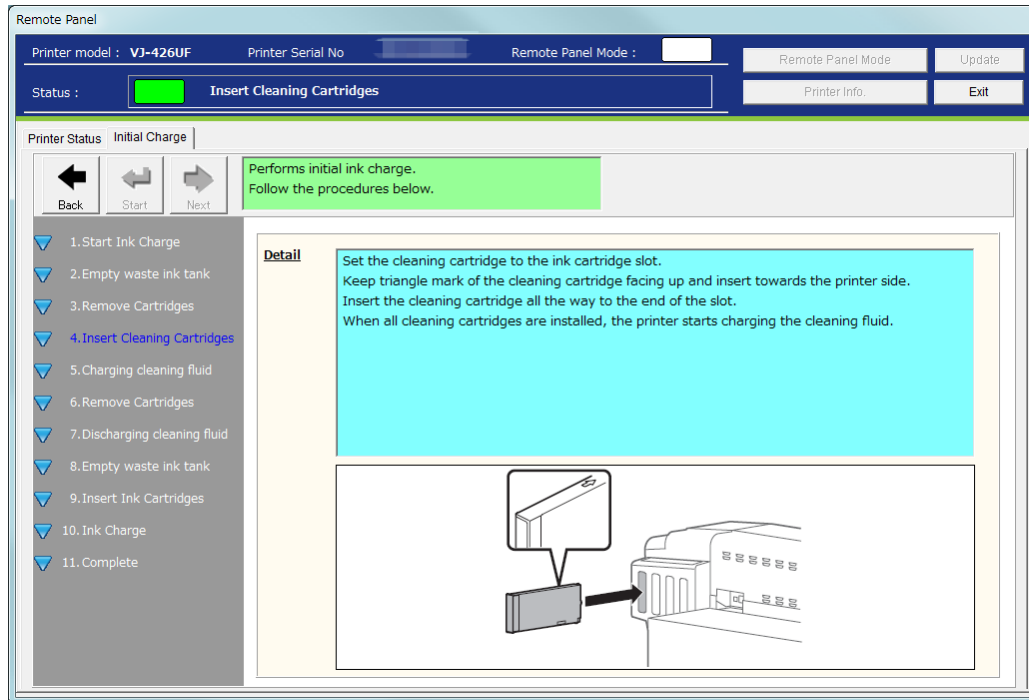 Remote Panel
Printer model : VJ-426UF Printer Serial No Remote Panel Mode : Remote Panel Mode Update
Status : Insert Cleaning Cartridges Printer Info. Exit
Printer Status Initial Charge
Back Start Next
Performs initial ink charge.
Follow the procedures below.
1.Start Ink Charge
2.Empty waste ink tank
3.Remove Cartridges
4.Insert Cleaning Cartridges
5.Charging cleaning fluid
6.Remove Cartridges
7.Discharging cleaning fluid
8.Empty waste ink tank
9.Insert Ink Cartridges
10.Ink Charge
11.Complete
Detail
Set the cleaning cartridge to the ink cartridge slot.
Keep triangle mark of the cleaning cartridge facing up and insert towards the printer side.
Insert the cleaning cartridge all the way to the end of the slot.
When all cleaning cartridges are installed, the printer starts charging the cleaning fluid.